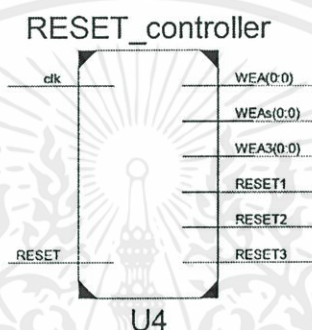 RESET_controller
clk
WEA(0:0)
WEAs(0:0)
WEA3(0:0)
RESET1
RESET2
RESET
RESET3
U4